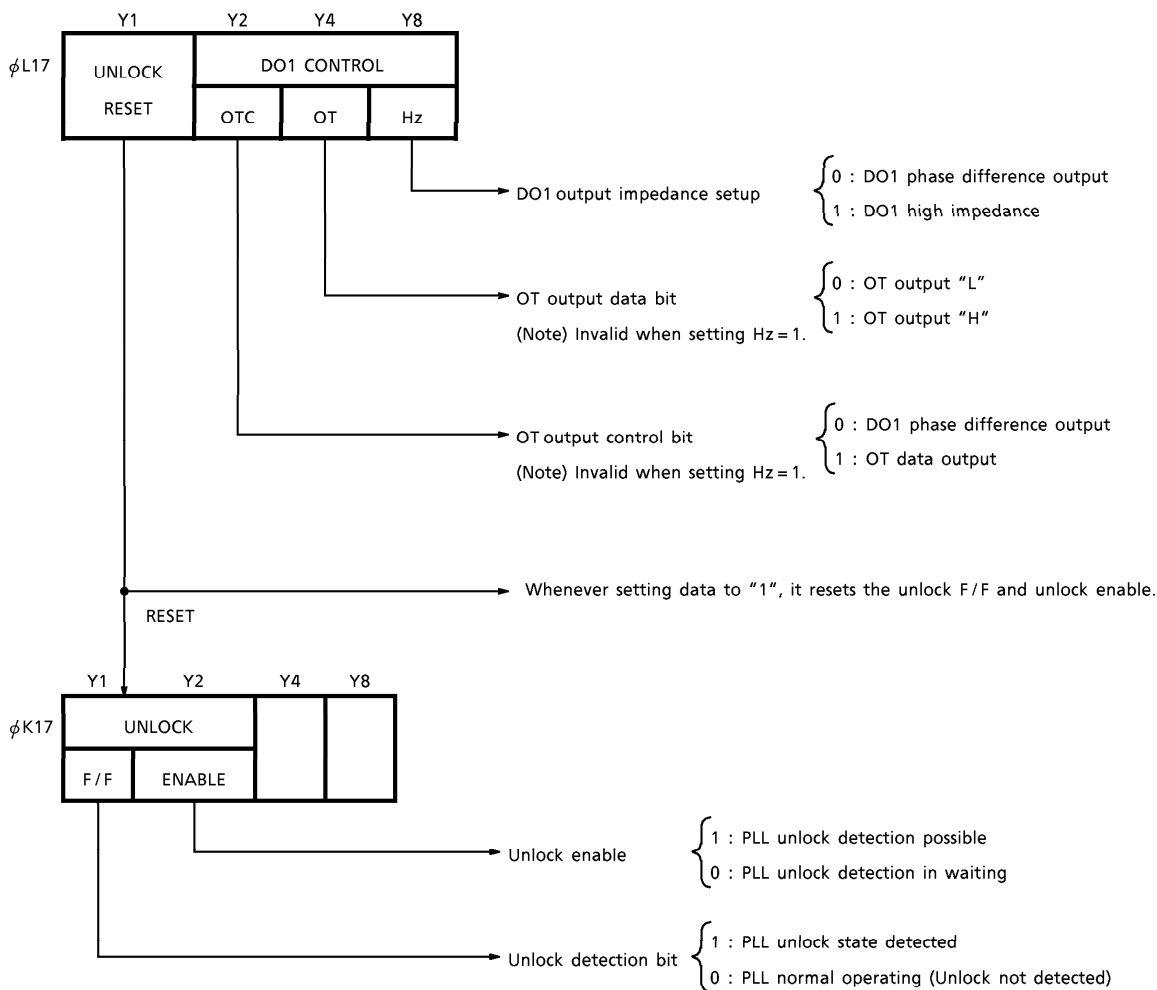 Y1 Y2 Y4 Y8
ϕL17
UNLOCK
RESET
DO1 CONTROL
OTC OT Hz
DO1 output impedance setup
0 : DO1 phase difference output
1 : DO1 high impedance
OT output data bit
(Note) Invalid when setting Hz = 1.
0 : OT output “L”
1 : OT output “H“
OT output control bit
(Note) Invalid when setting Hz = 1.
0 : DO1 phase difference output
1 : OT data output
Whenever setting data to “1“, it resets the unlock F / F and unlock enable.
RESET
Y1 Y2 Y4 Y8
ϕK17
UNLOCK
F / F ENABLE
Unlock enable
1 : PLL unlock detection possible
0 : PLL unlock detection in waiting
Unlock detection bit
1 : PLL unlock state detected
0 : PLL normal operating (Unlock not detected)